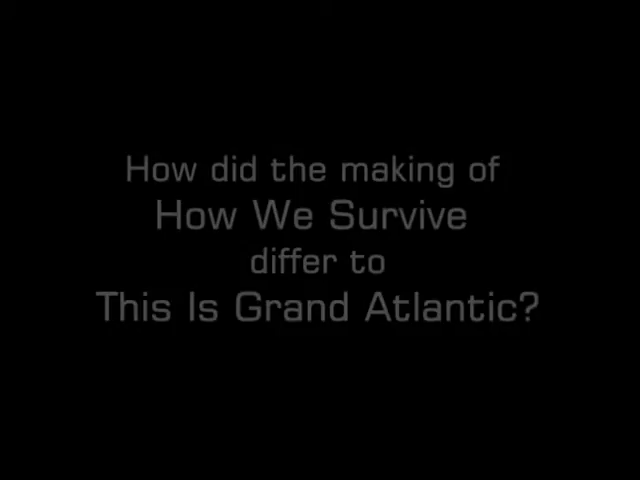 How did the making of
How We Survive
differ to
This Is Grand Atlantic?